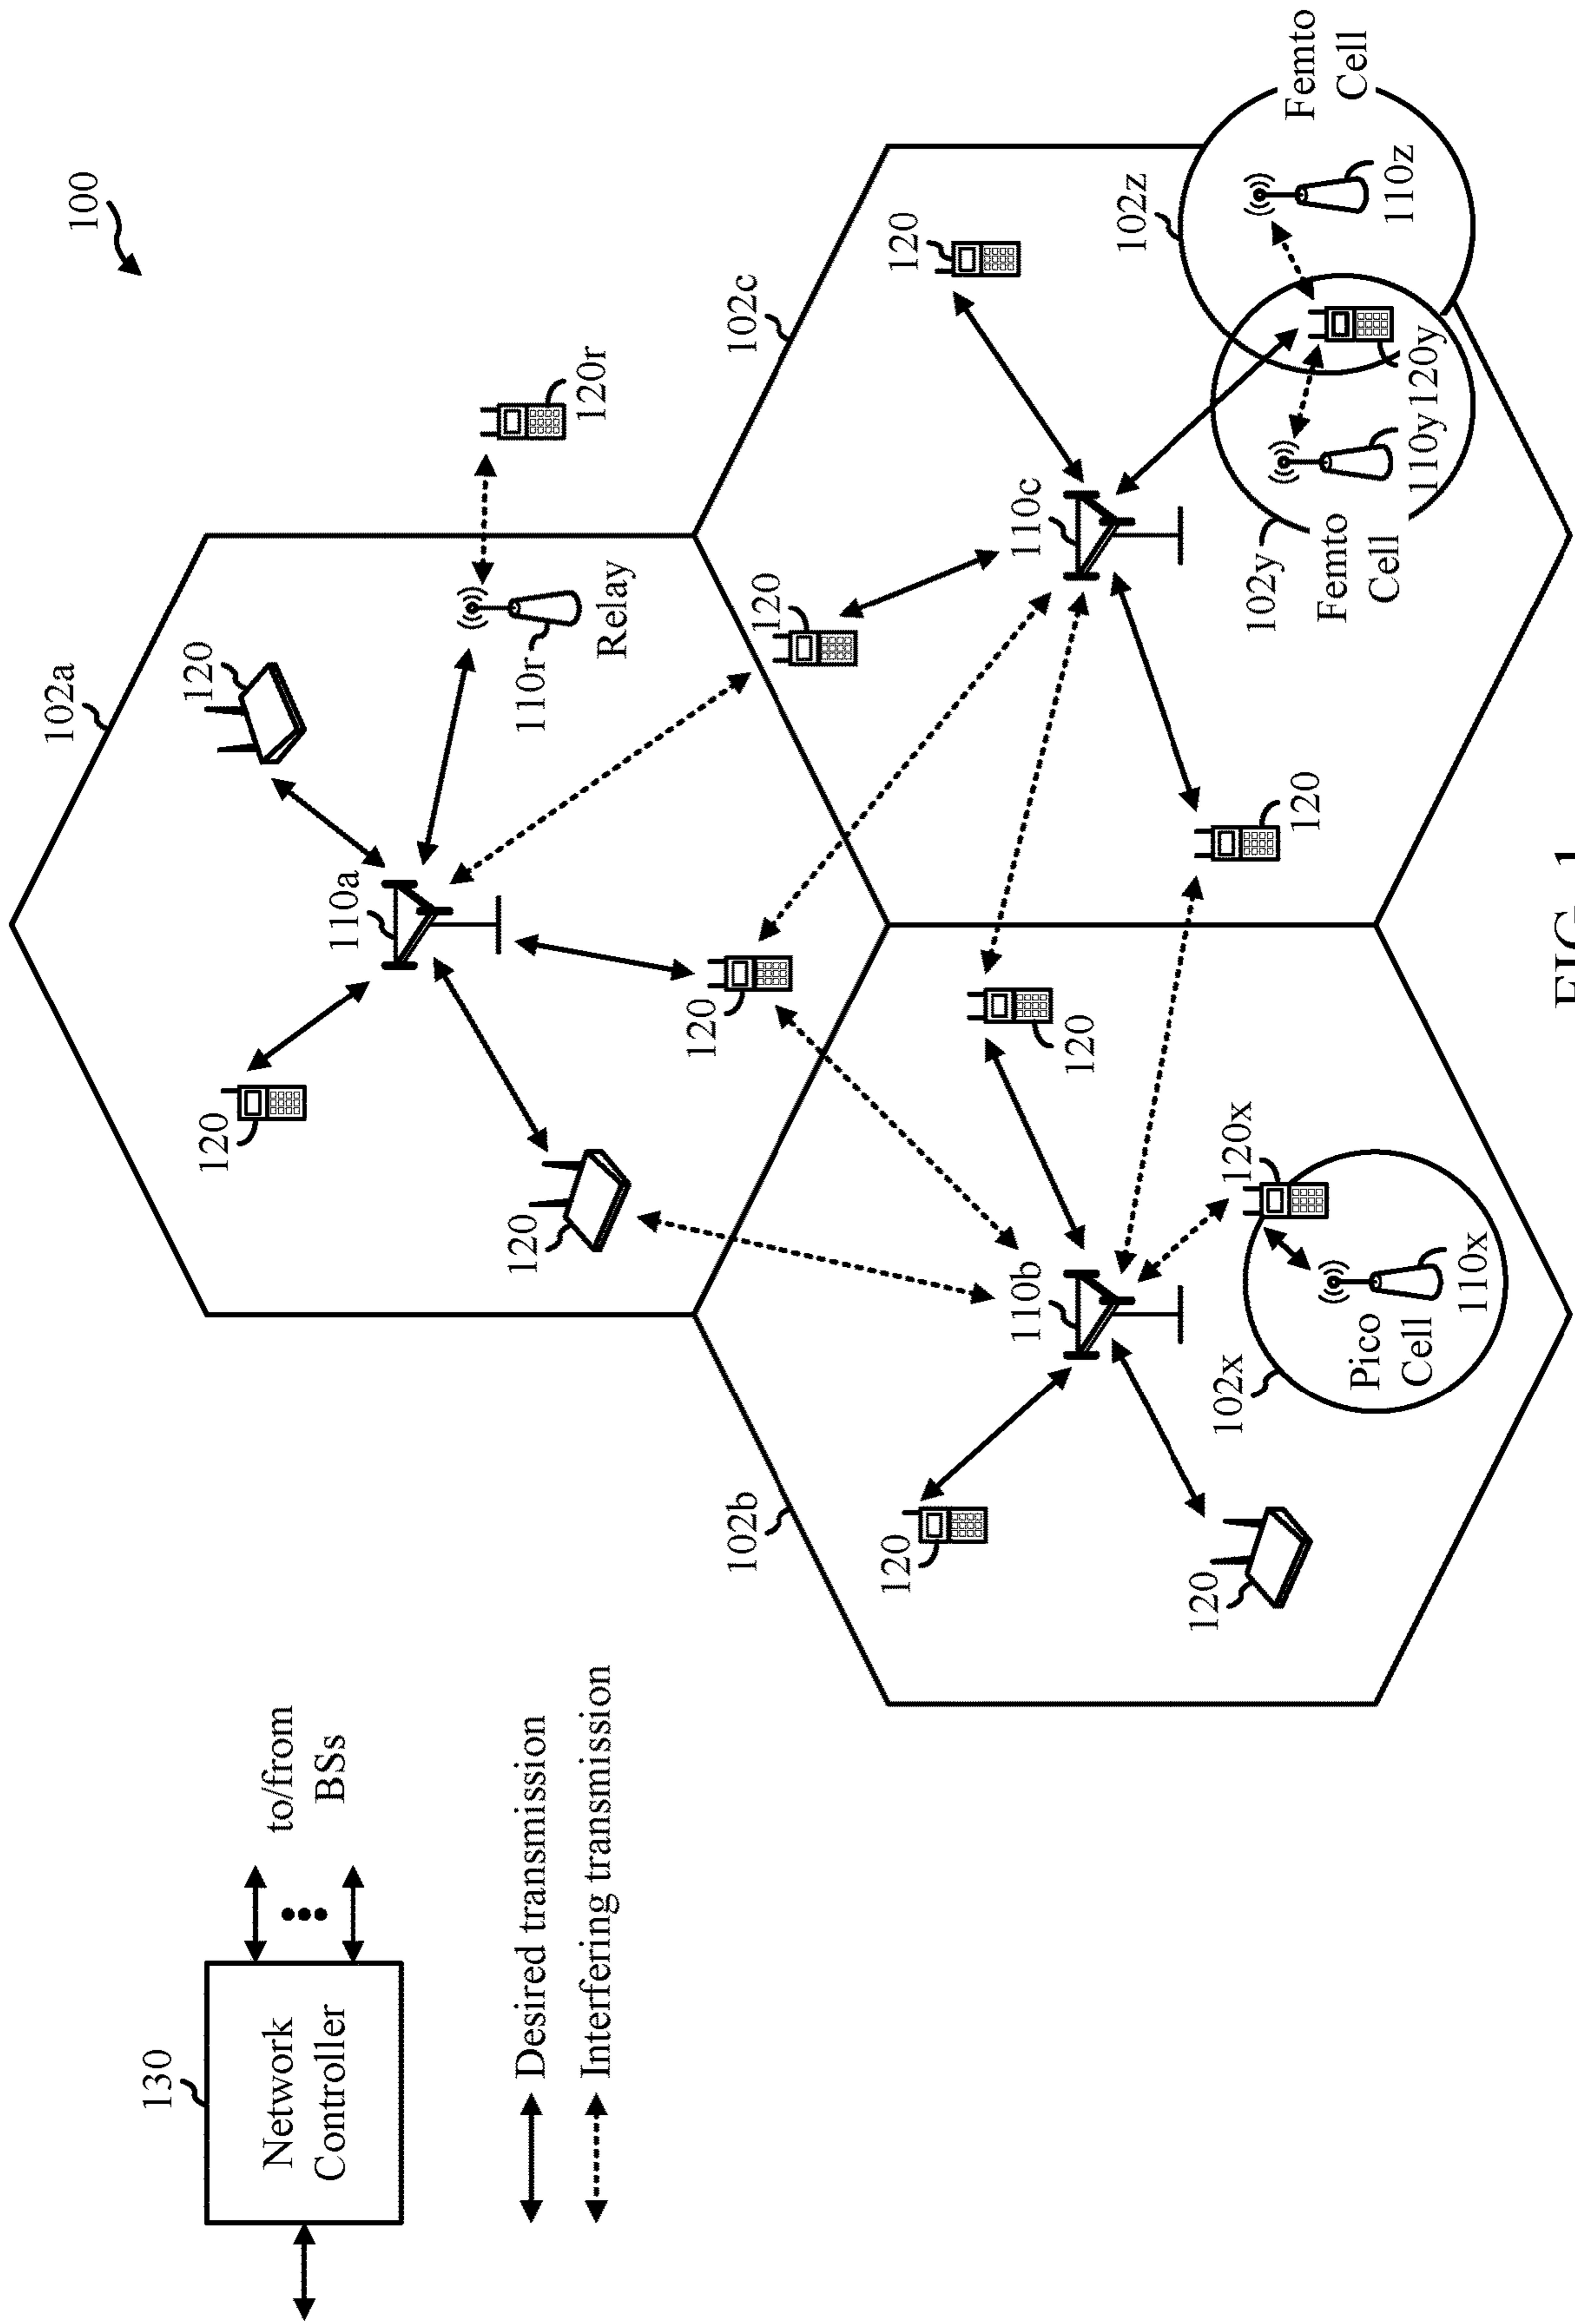 100
130
Network
Controller
to/from
BSs
Desired transmission
Interfering transmission
102a
120
120
110a
120
120
110r
Relay
120r
102b
120
120
110b
120
102x
Pico
Cell
110x
120x
102c
120
120
110c
120
102y
Femto
Cell
110y
120y
102z
110z
Femto
Cell